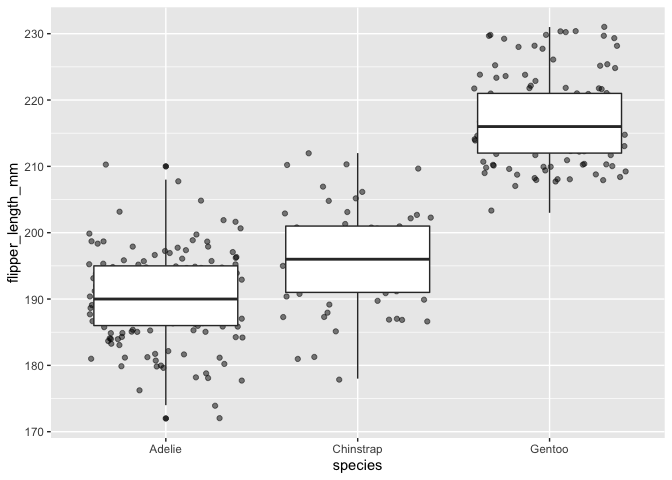 230
220
210
200
190
180
170
flipper_length_mm
Adelie
Chinstrap
Gentoo
species